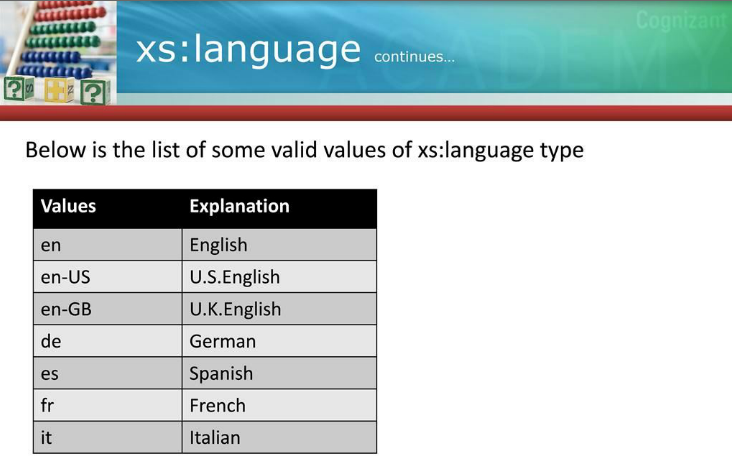 Cognizant
xs:language continues...
ACADEMY
Below is the list of some valid values of xs:language type
Values Explanation
en English
en-US U.S.English
en-GB U.K.English
de German
es Spanish
fr French
it Italian